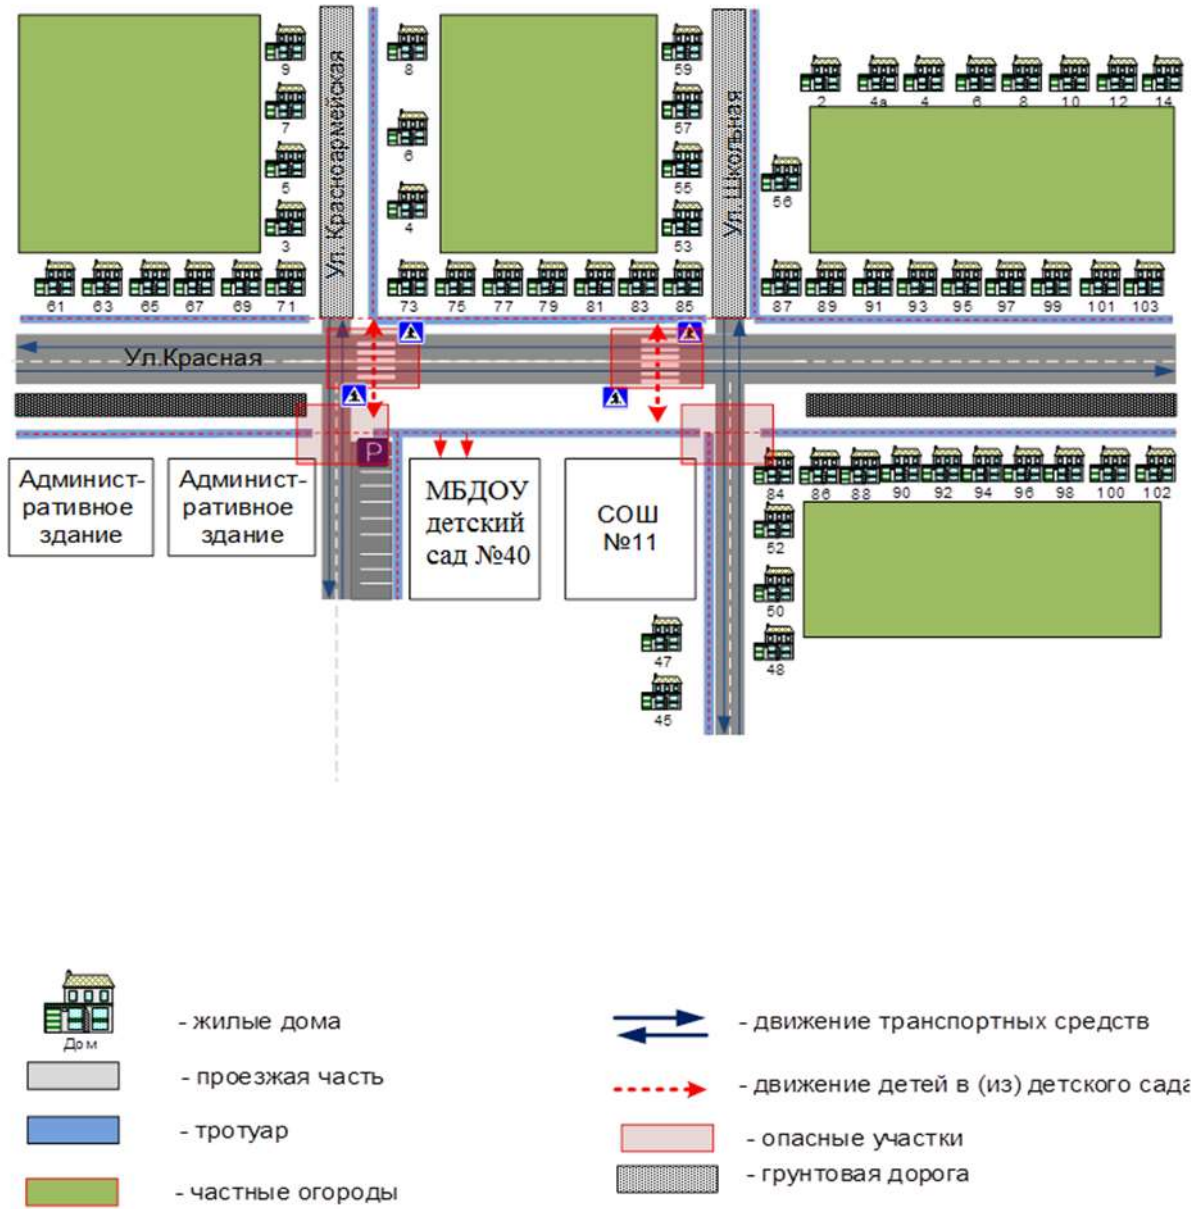 9
8
59
2
4а
4
6
8
10
12
14
7
6
57
5
55
56
3
4
53
Ул. Красноармейская
Ул.Школьная
61 63 65 67 69 71
73 75 77 79 81 83 85
87 89 91 93 95 97 99 101 103
Ул.Красная
P
Админист-
ративное
здание
Админист-
ративное
здание
МБДОУ
детский
сад №40
СОШ
№11
84 86 88 90 92 94 96 98 100 102
52
50
48
47
45
Дом
- жилые дома
- проезжая часть
- тротуар
- частные огороды
- движение транспортных средств
- движение детей в (из) детского сада
- опасные участки
- грунтовая дорога